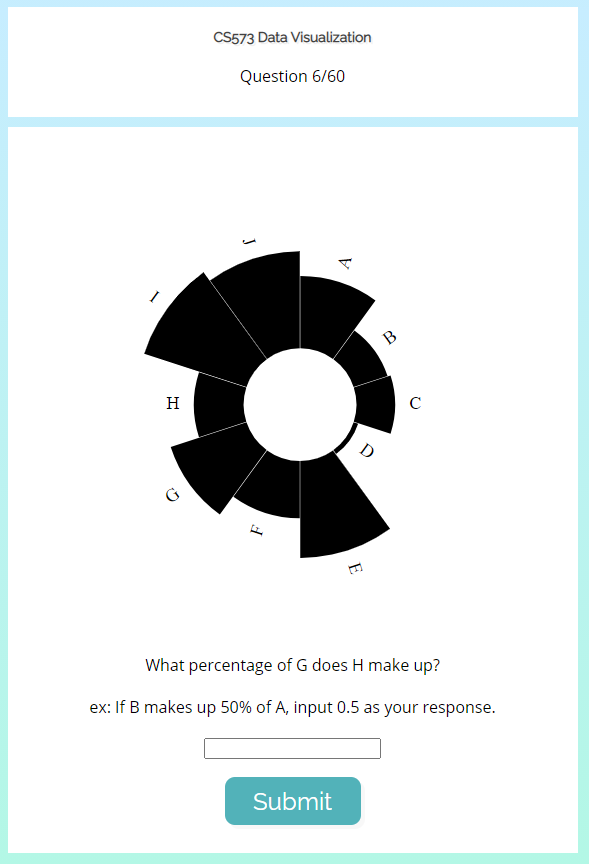 CS573 Data Visualization
Question 6/60
J
A
I
B
H
C
D
G
F
E
What percentage of G does H make up?
ex: If B makes up 50% of A, input 0.5 as your response.
Submit